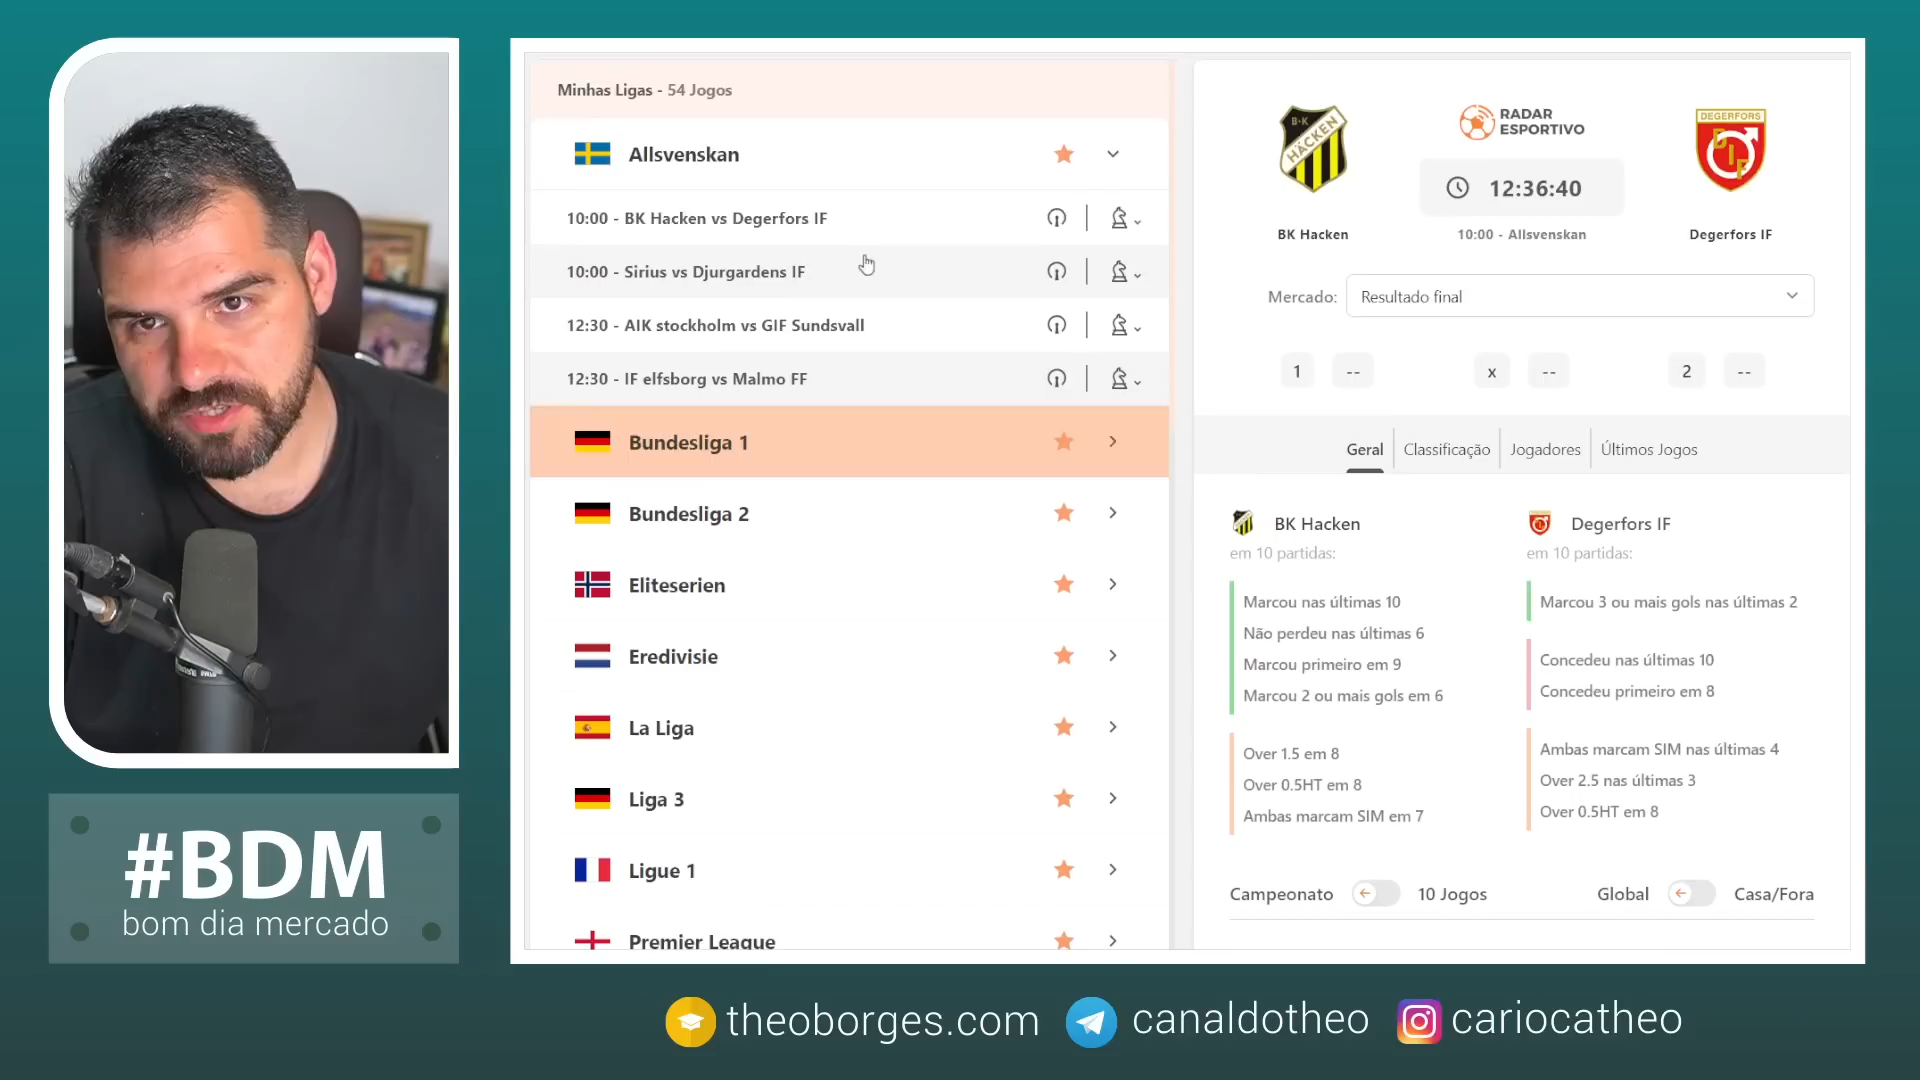 Minhas Ligas - 54 Jogos
Allsvenskan
10:00 - BK Hacken vs Degerfors IF
10:00 - Sirius vs Djurgardens IF
12:30 - AIK stockholm vs GIF Sundsvall
12:30 - IF elfsborg vs Malmo FF
Bundesliga 1
Bundesliga 2
Eliteserien
Eredivisie
La Liga
Liga 3
Ligue 1
Premier League
B·K
HÄCKEN
RADAR
ESPORTIVO
DEGERFORS
DIF
12:36:40
BK Hacken
10:00 - Allsvenskan
Degerfors IF
Mercado: Resultado final
1 -- x -- 2 --
Geral Classificação Jogadores Últimos Jogos
BK Hacken
em 10 partidas:
Marcou nas últimas 10
Não perdeu nas últimas 6
Marcou primeiro em 9
Marcou 2 ou mais gols em 6
Over 1.5 em 8
Over 0.5HT em 8
Ambas marcam SIM em 7
Degerfors IF
em 10 partidas:
Marcou 3 ou mais gols nas últimas 2
Concedeu nas últimas 10
Concedeu primeiro em 8
Ambas marcam SIM nas últimas 4
Over 2.5 nas últimas 3
Over 0.5HT em 8
Campeonato 10 Jogos Global Casa/Fora
#BDM
bom dia mercado
theoborges.com canaldotheo cariocatheo